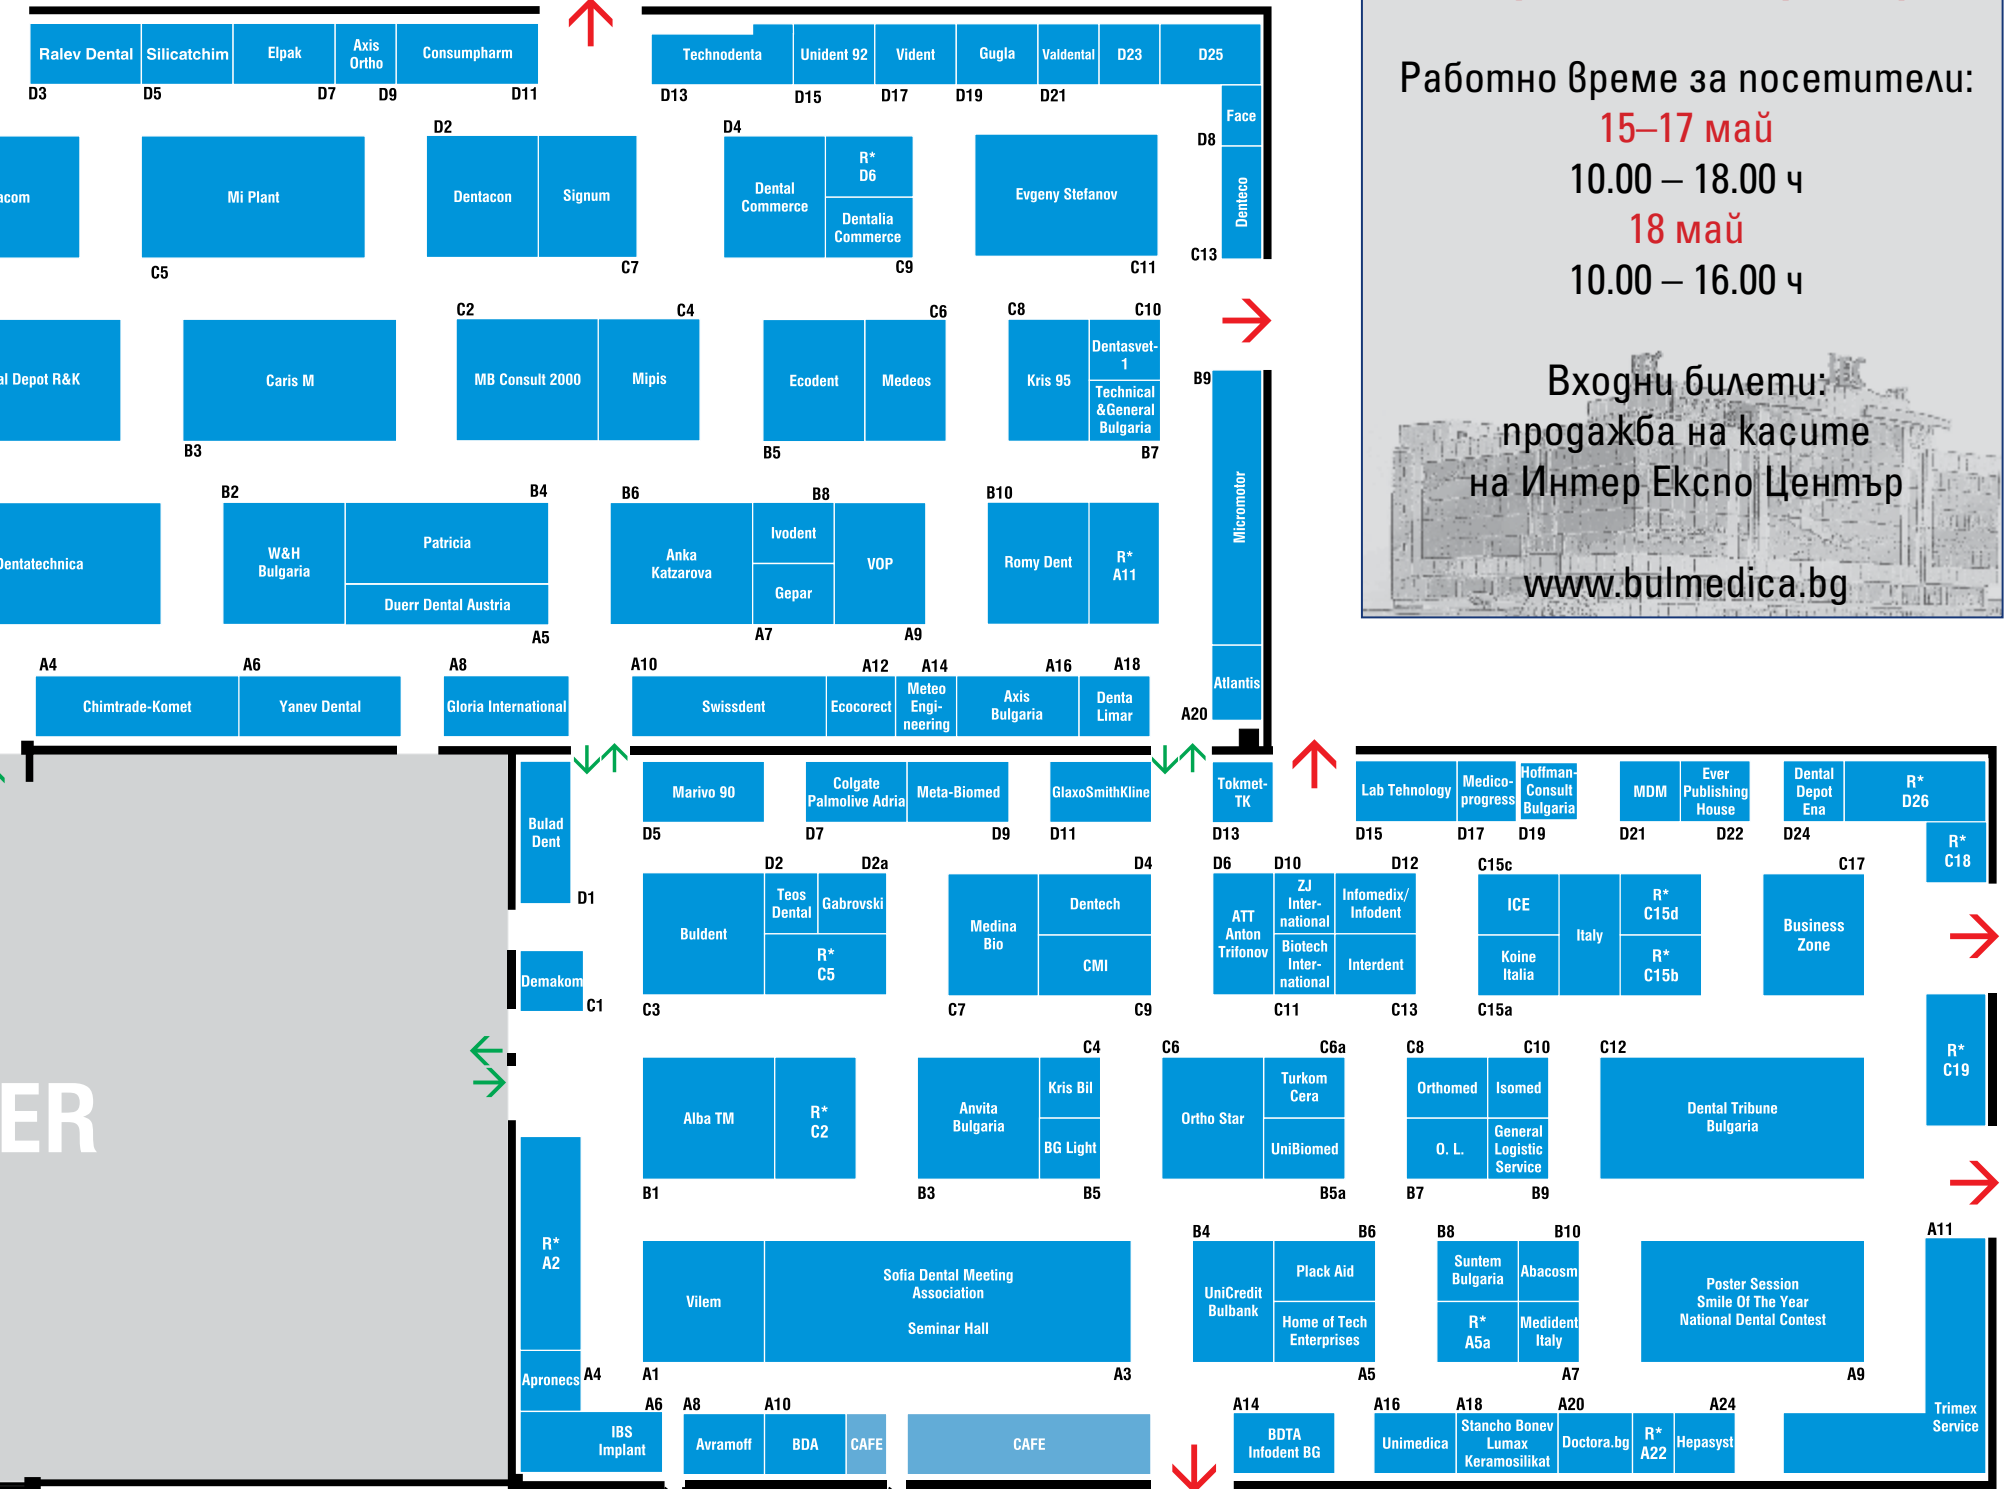 Ralev Dental
Silicatchim
Elpak
Axis
Ortho
Consumpharm
D3
D5
D7
D9
D11
Technodenta
Unident 92
Vident
Gugla
Valdental
D23
D25
D13
D15
D17
D19
D21
Face
D8
Denteco
C13
acom
Mi Plant
C5
D2
Dentacon
Signum
C7
D4
Dental
Commerce
R*
D6
Dentalia
Commerce
C9
Evgeny Stefanov
C11
al Depot R&K
Caris M
B3
C2
C4
MB Consult 2000
Mipis
C6
Ecodent
Medeos
B5
C8
C10
Kris 95
Dentasvet-
1
Technical
&General
Bulgaria
B7
B9
Micromotor
Atlantis
A20
Dentatechnica
B2
B4
W&H
Bulgaria
Patricia
Duerr Dental Austria
A5
B6
B8
Anka
Katzarova
Ivodent
Gepar
VOP
A7
A9
B10
Romy Dent
R*
A11
A4
A6
A8
Chimtrade-Komet
Yanev Dental
Gloria International
A10
A12
A14
A16
A18
Swissdent
Ecocorect
Meteo
Engi-
neering
Axis
Bulgaria
Denta
Limar
Работно време за посетители:
15–17 май
10.00 – 18.00 ч
18 май
10.00 – 16.00 ч
Входни билети:
продажба на касите
на Интер Експо Център
www.bulmedica.bg
ER
Bulad
Dent
D1
Demakom
C1
R*
A2
Apronecs
A4
IBS
Implant
A6
Marivo 90
D5
Colgate
Palmolive Adria
Meta-Biomed
D7
D9
GlaxoSmithKline
D11
Tokmet-
TK
D13
Lab Tehnology
Medico-
progress
Hoffman-
Consult
Bulgaria
D15
D17
D19
MDM
Ever
Publishing
House
D21
D22
Dental
Depot
Ena
R*
D26
D24
R*
C18
D2
D2a
Buldent
Teos
Dental
Gabrovski
R*
C5
C3
D4
Medina
Bio
Dentech
CMI
C7
C9
D6
D10
D12
ATT
Anton
Trifonov
ZJ
Inter-
national
Infomedix/
Infodent
Biotech
Inter-
national
Interdent
C11
C13
C15c
ICE
Koine
Italia
Italy
R*
C15d
R*
C15b
C15a
C17
Business
Zone
R*
C19
Alba TM
R*
C2
B1
C4
Anvita
Bulgaria
Kris Bil
BG Light
B3
B5
C6
C6a
Ortho Star
Turkom
Cera
UniBiomed
B5a
C8
C10
Orthomed
Isomed
O. L.
General
Logistic
Service
B7
B9
C12
Dental Tribune
Bulgaria
Vilem
Sofia Dental Meeting
Association
Seminar Hall
A1
A3
B4
B6
UniCredit
Bulbank
Plack Aid
Home of Tech
Enterprises
A5
B8
B10
Suntem
Bulgaria
Abacosm
R*
A5a
Medident
Italy
A7
Poster Session
Smile Of The Year
National Dental Contest
A9
A11
Trimex
Service
A8
A10
Avramoff
BDA
CAFE
CAFE
A14
BDTA
Infodent BG
A16
A18
A20
A24
Unimedica
Stancho Bonev
Lumax
Keramosilikat
Doctora.bg
R*
A22
Hepasyst